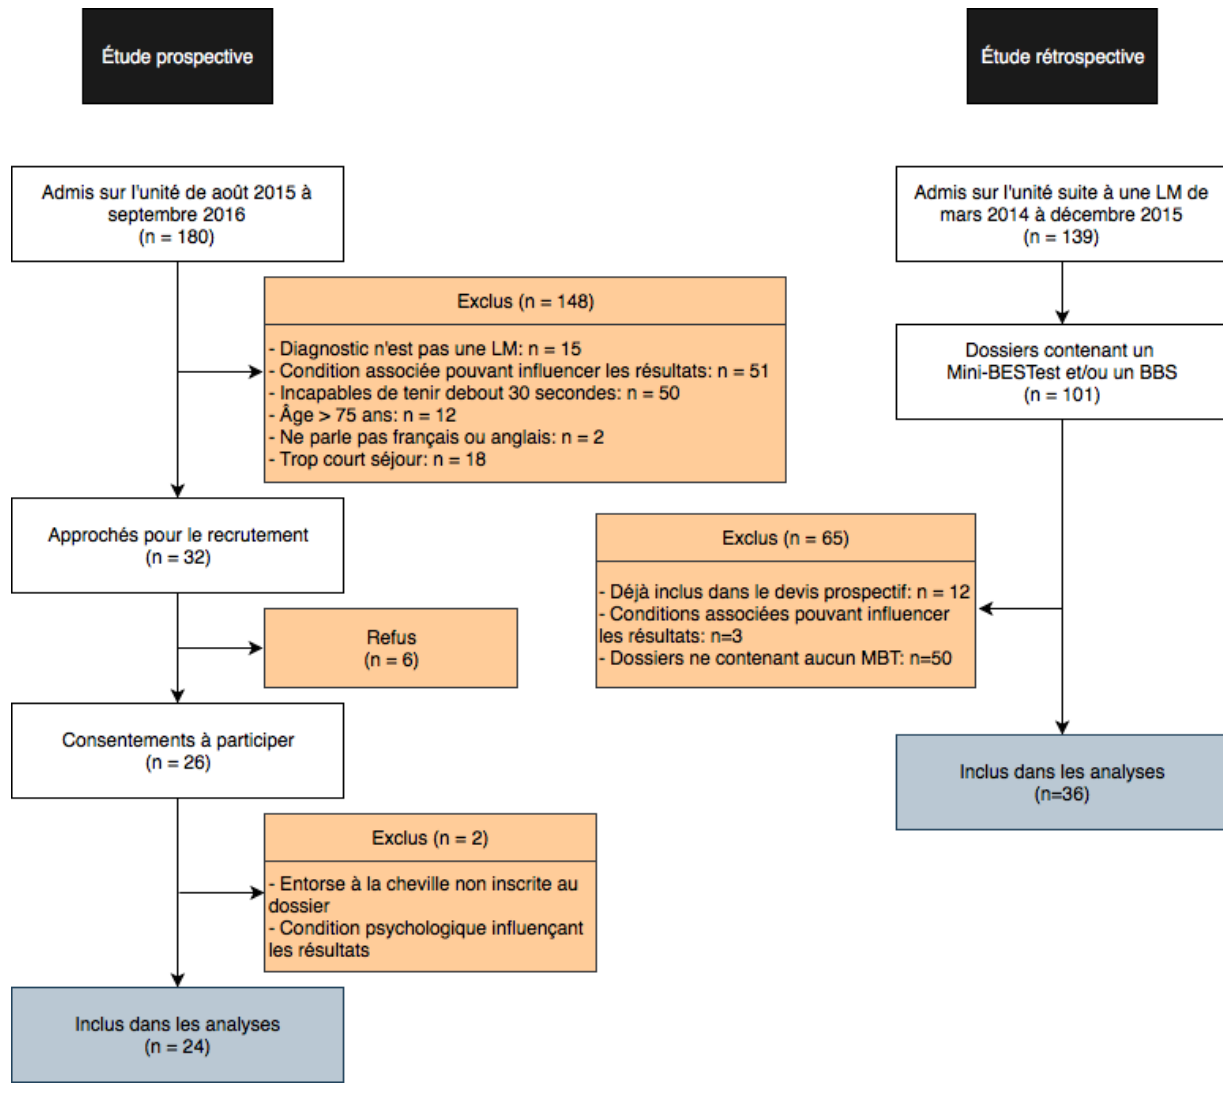 Étude prospective
Étude rétrospective
Admis sur l'unité de août 2015 à
septembre 2016
(n = 180)
Admis sur l'unité suite à une LM de
mars 2014 à décembre 2015
(n = 139)
Exclus (n = 148)
- Diagnostic n'est pas une LM: n = 15
- Condition associée pouvant influencer les résultats: n = 51
- Incapables de tenir debout 30 secondes: n = 50
- Âge > 75 ans: n = 12
- Ne parle pas français ou anglais: n = 2
- Trop court séjour: n = 18
Dossiers contenant un
Mini-BESTest et/ou un BBS
(n = 101)
Approchés pour le recrutement
(n = 32)
Exclus (n = 65)
- Déjà inclus dans le devis prospectif: n = 12
- Conditions associées pouvant influencer
les résultats: n=3
- Dossiers ne contenant aucun MBT: n=50
Refus
(n = 6)
Consentements à participer
(n = 26)
Inclus dans les analyses
(n=36)
Exclus (n = 2)
- Entorse à la cheville non inscrite au
dossier
- Condition psychologique influençant
les résultats
Inclus dans les analyses
(n = 24)